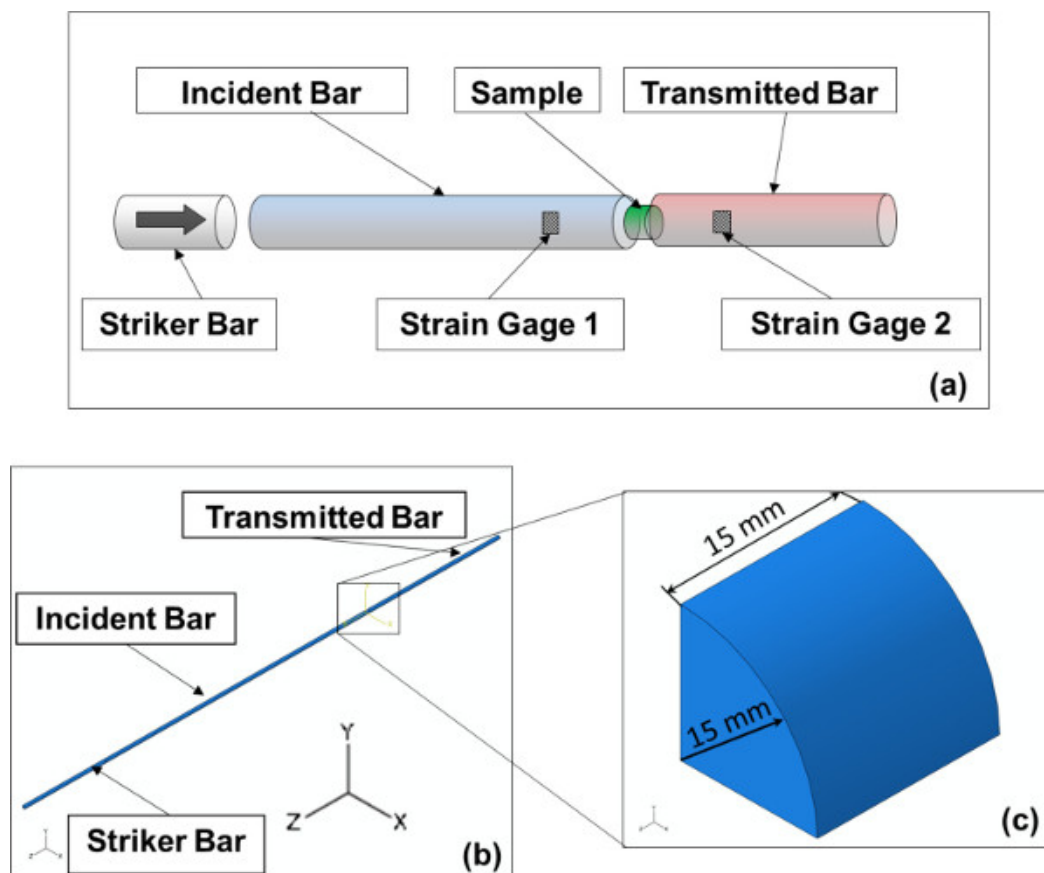 Incident Bar
Sample
Transmitted Bar
Striker Bar
Strain Gage 1
Strain Gage 2
(a)
Transmitted Bar
Incident Bar
Striker Bar
Y
Z
X
(b)
15 mm
15 mm
(c)